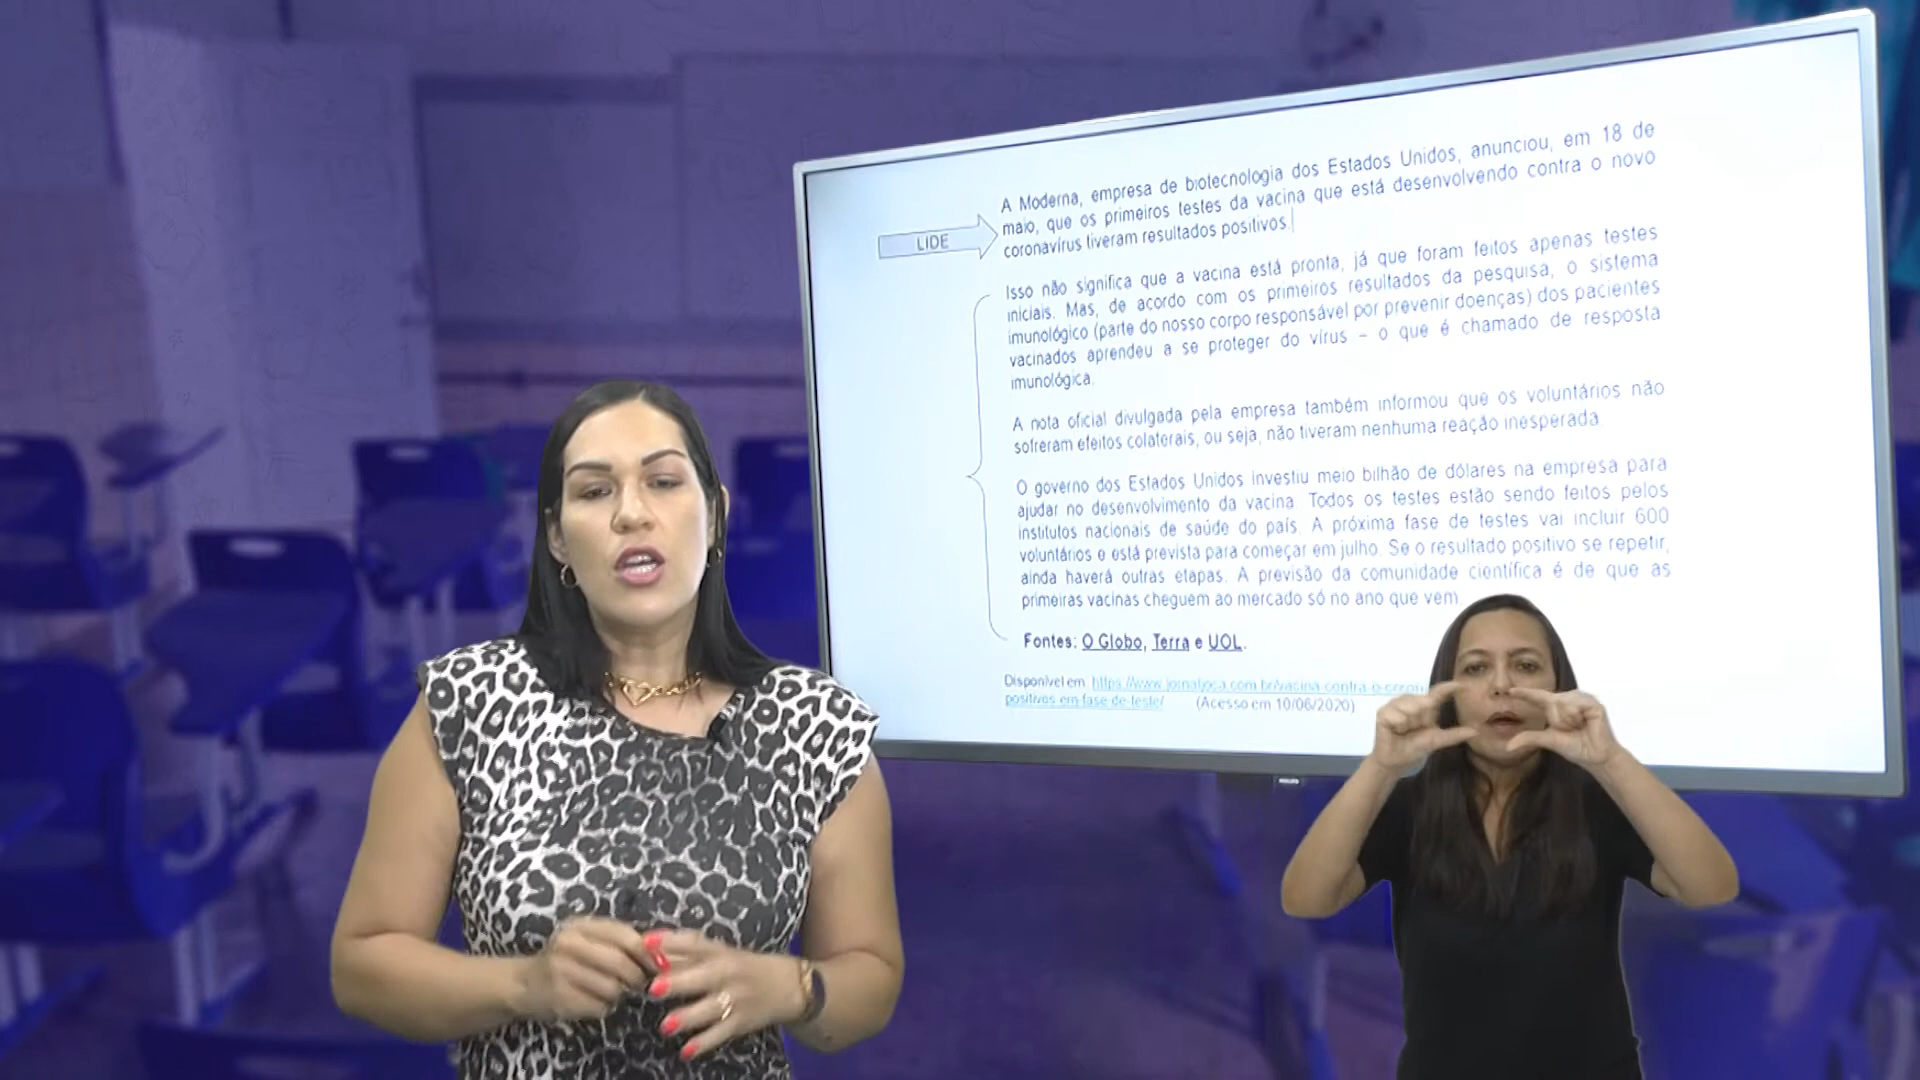 A Moderna, empresa de biotecnologia dos Estados Unidos, anunciou, em 18 de
maio, que os primeiros testes da vacina que está desenvolvendo contra o novo
coronavírus tiveram resultados positivos.
LIDE
Isso não significa que a vacina está pronta, já que foram feitos apenas testes
iniciais. Mas, de acordo com os primeiros resultados da pesquisa, o sistema
imunológico (parte do nosso corpo responsável por prevenir doenças) dos pacientes
vacinados aprendeu a se proteger do vírus – o que é chamado de resposta
imunológica.
A nota oficial divulgada pela empresa também informou que os voluntários não
sofreram efeitos colaterais, ou seja, não tiveram nenhuma reação inesperada.
O governo dos Estados Unidos investiu meio bilhão de dólares na empresa para
ajudar no desenvolvimento da vacina. Todos os testes estão sendo feitos pelos
institutos nacionais de saúde do país. A próxima fase de testes vai incluir 600
voluntários e está prevista para começar em julho. Se o resultado positivo se repetir,
ainda haverá outras etapas. A previsão da comunidade científica é de que as
primeiras vacinas cheguem ao mercado só no ano que vem
Fontes: O Globo, Terra e UOL.
Disponível em: https://www.jornaljoca.com.br/vacina-contra-o-coron
positivos-em-fase-de-teste/ (Acesso em 10/06/2020)
PHILIPS